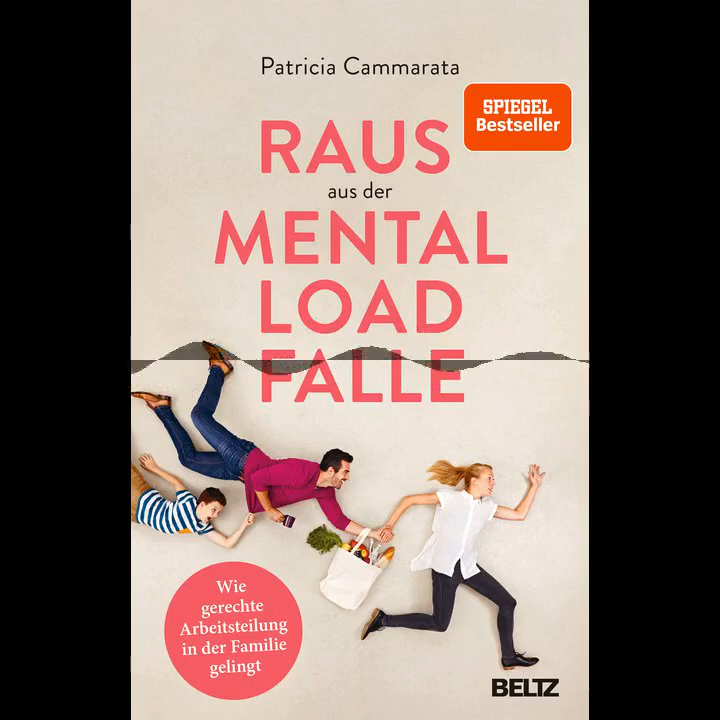 Patricia Cammarata
SPIEGEL
Bestseller
RAUS
aus der
MENTAL
LOAD
FALLE
Wie
gerechte
Arbeitsteilung
in der Familie
gelingt
BELTZ